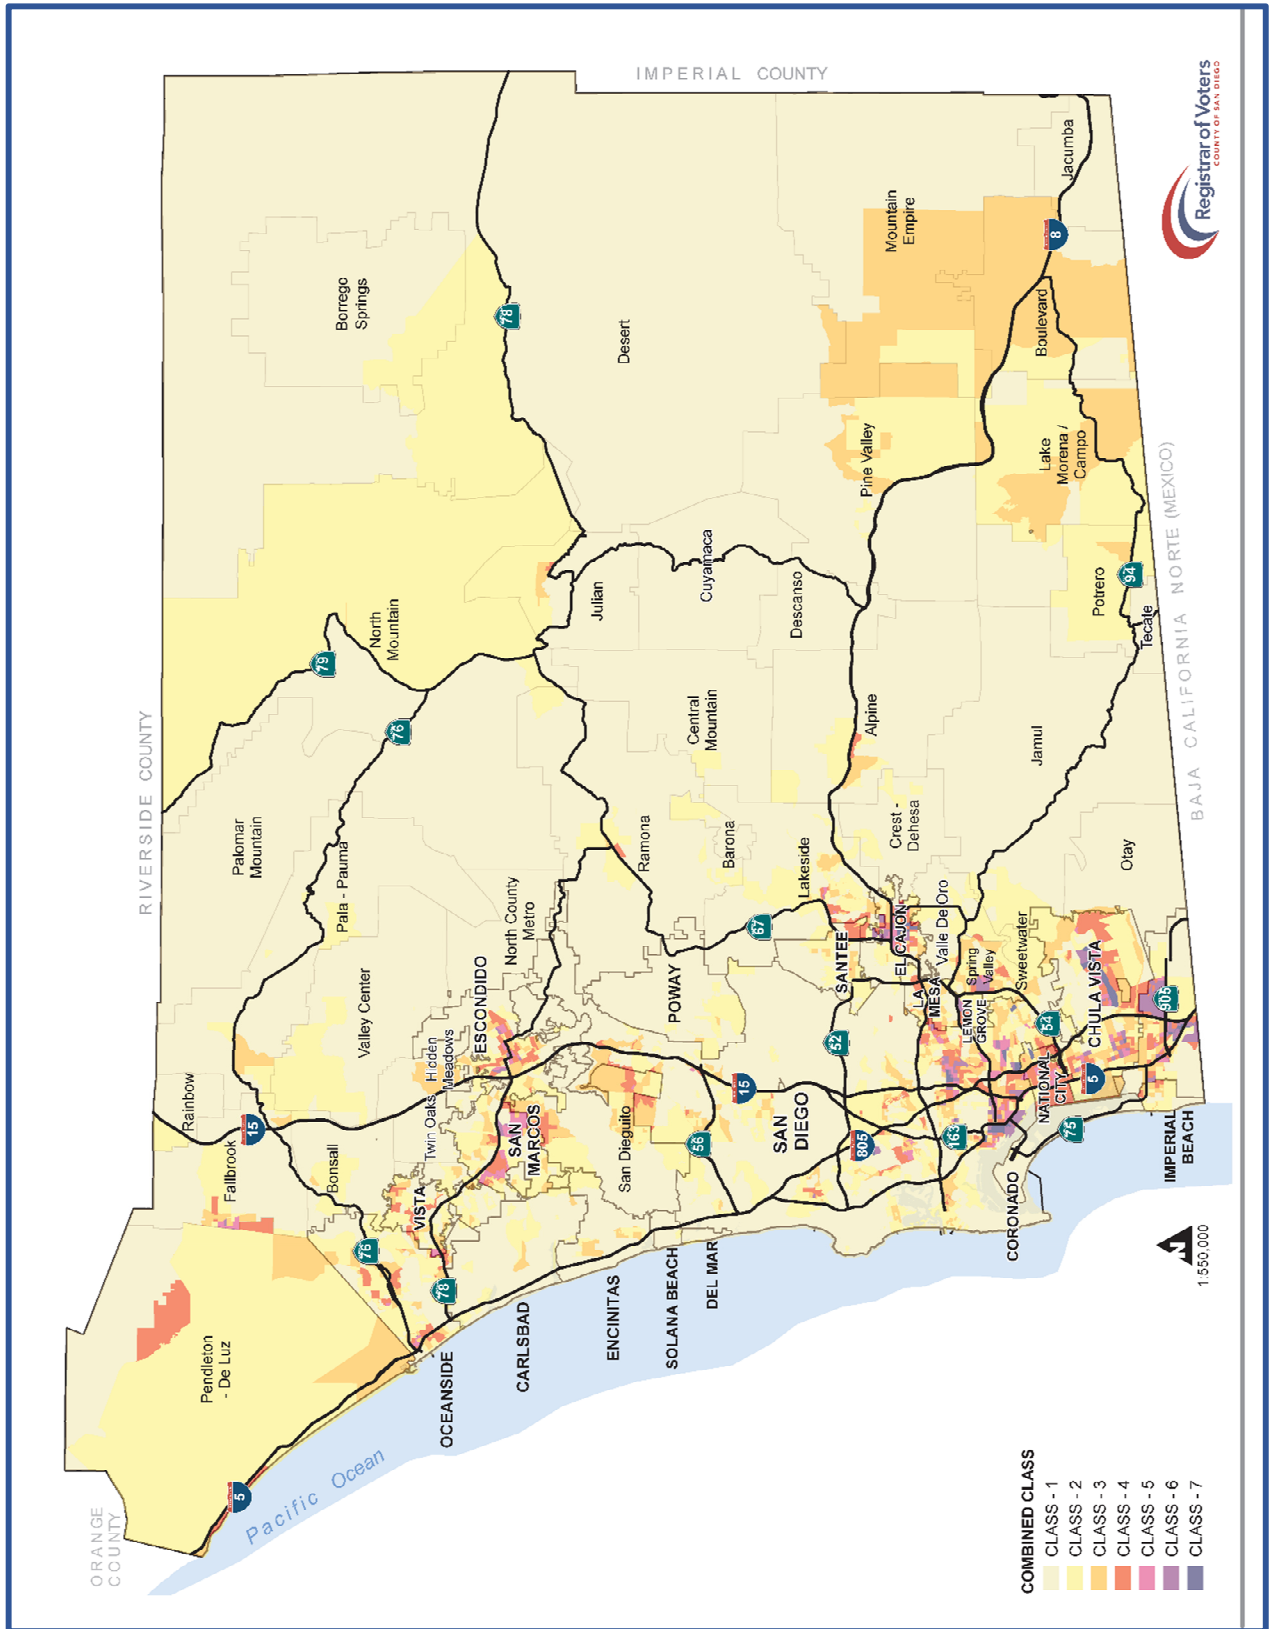 IMPERIAL COUNTY
RIVERSIDE COUNTY
ORANGE
COUNTY
BAJA CALIFORNIA NORTE (MEXICO)
Pacific Ocean
Borrego
Springs
Desert
Mountain
Empire
Jacumba
8
Boulevard
78
Pine Valley
Lake
Morena /
Campo
North
Mountain
79
76
Julian
Cuyamaca
Descanso
Potrero
94
Tecate
Central
Mountain
Alpine
Jamul
Palomar
Mountain
Pala - Pauma
Ramona
Barona
Lakeside
Crest -
Dehesa
Otay
North County
Metro
67
Valley Center
ESCONDIDO
POWAY
SANTEE
EL CAJON
Valle De Oro
Spring
Valley
Sweetwater
LA
MESA
LEMON
GROVE
CHULA VISTA
905
54
52
Rainbow
15
Hidden
Meadows
Twin Oaks
15
NATIONAL
CITY
5
Fallbrook
Bonsall
SAN
MARCOS
San Dieguito
56
SAN
DIEGO
805
163
75
IMPERIAL
BEACH
VISTA
76
78
CORONADO
Pendleton
- De Luz
5
OCEANSIDE
CARLSBAD
ENCINITAS
SOLANA BEACH
DEL MAR
N
1:550,000
COMBINED CLASS
CLASS - 1
CLASS - 2
CLASS - 3
CLASS - 4
CLASS - 5
CLASS - 6
CLASS - 7
Registrar of Voters
COUNTY OF SAN DIEGO